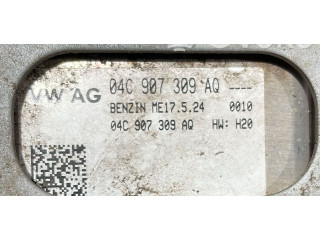 VW AG 04C 907 309 AQ ----
BENZIN ME17.5.24 0010
04C 907 309 AQ HW: H20